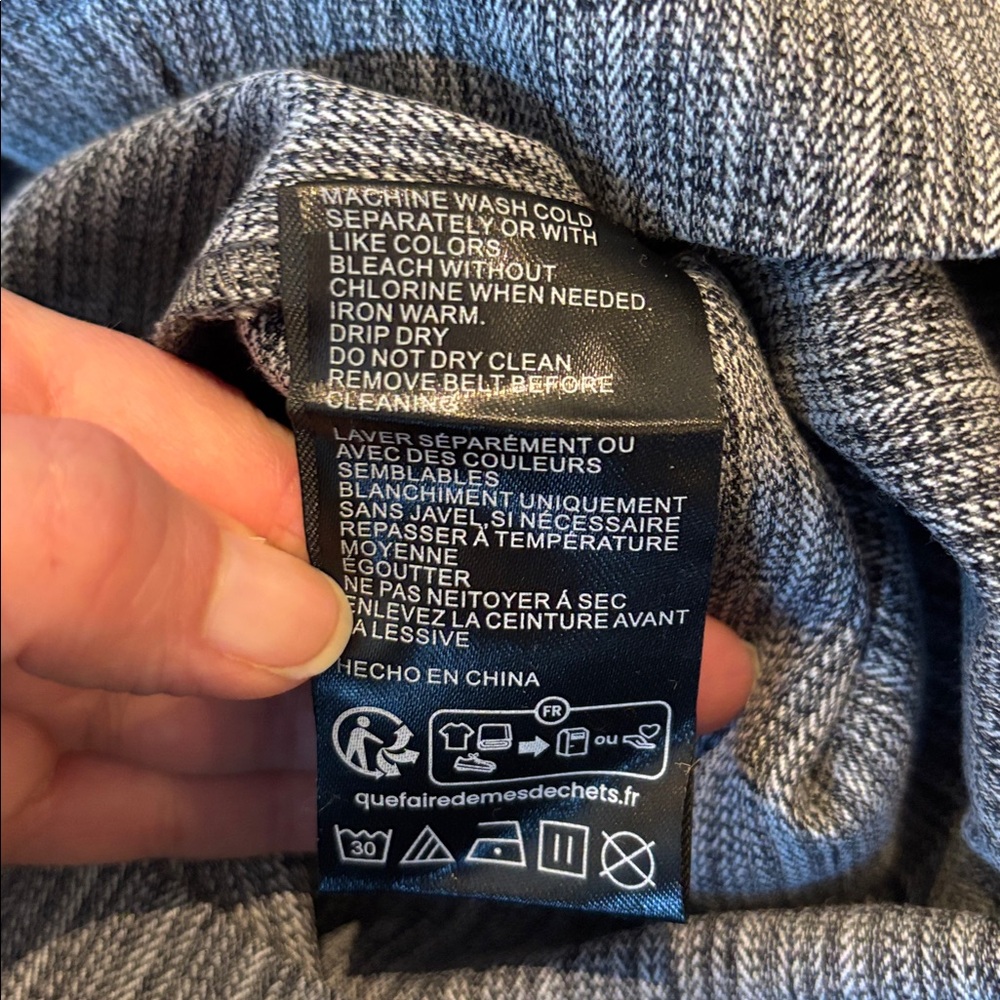 MACHINE WASH COLD
SEPARATELY OR WITH
LIKE COLORS
BLEACH WITHOUT
CHLORINE WHEN NEEDED.
IRON WARM.
DRIP DRY
DO NOT DRY CLEAN
REMOVE BELT BEFORE
CLEANING
LAVER SÉPARÉMENT OU
AVEC DES COULEURS
SEMBLABLES
BLANCHIMENT UNIQUEMENT
SANS JAVEL,SI NÉCESSAIRE
REPASSER À TEMPÉRATURE
MOYENNE
ÉGOUTTER
NE PAS NEITOYER Á SEC
ENLEVEZ LA CEINTURE AVANT
LA LESSIVE
HECHO EN CHINA
FR
ou
quefairedemesdechets.fr
30